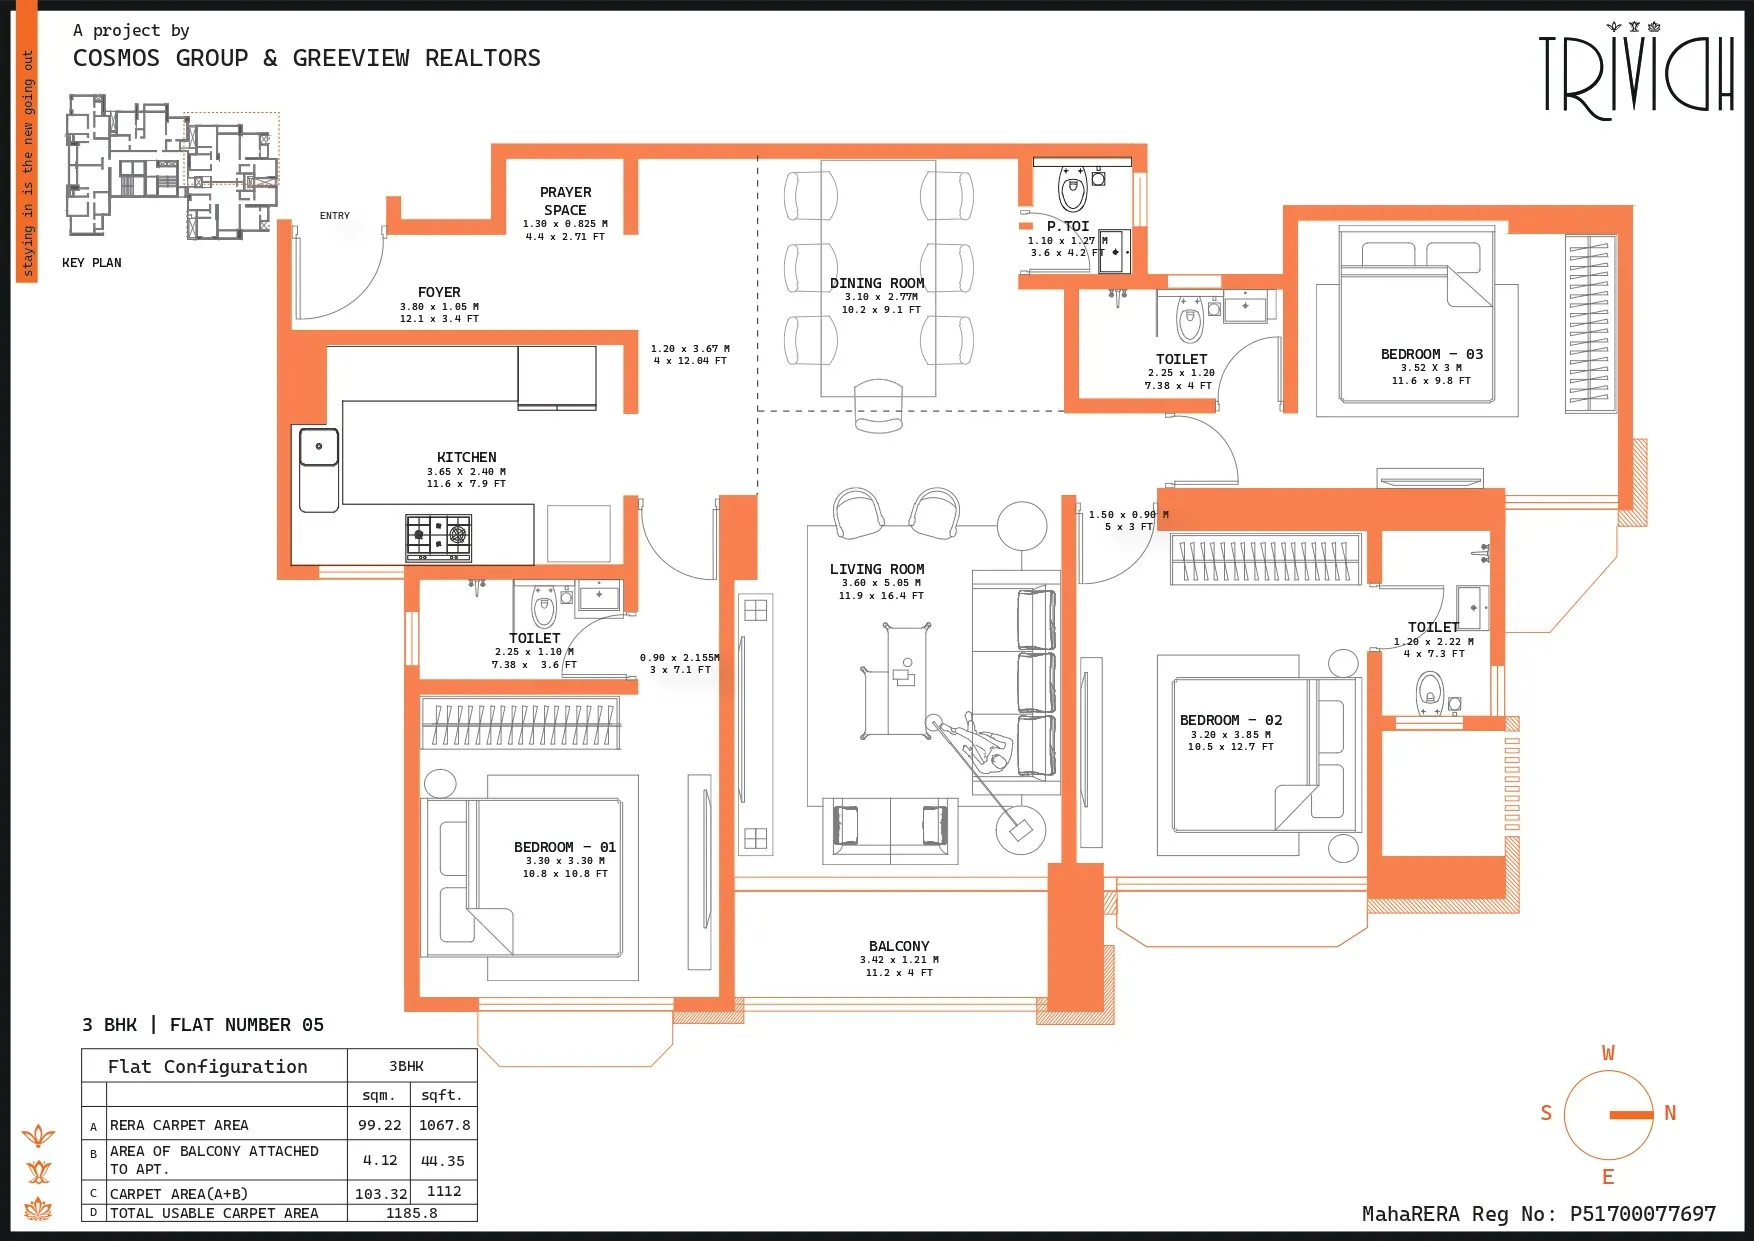 A project by
COSMOS GROUP & GREEVIEW REALTORS
TRIVIAH
staying in is the new going out
KEY PLAN
ENTRY
PRAYER
SPACE
1.30 x 0.825 M
4.4 x 2.71 FT
P.TOI
1.10 x 1.27 M
3.6 x 4.2 FT
FOYER
3.80 x 1.05 M
12.1 x 3.4 FT
DINING ROOM
3.10 x 2.77M
10.2 x 9.1 FT
1.20 x 3.67 M
4 x 12.04 FT
TOILET
2.25 x 1.20
7.38 x 4 FT
BEDROOM - 03
3.52 X 3 M
11.6 x 9.8 FT
KITCHEN
3.65 X 2.40 M
11.6 x 7.9 FT
1.50 x 0.90 M
5 x 3 FT
LIVING ROOM
3.60 x 5.05 M
11.9 x 16.4 FT
TOILET
2.25 x 1.10 M
7.38 x 3.6 FT
0.90 x 2.155M
3 x 7.1 FT
TOILET
1.20 x 2.22 M
4 x 7.3 FT
BEDROOM - 02
3.20 x 3.85 M
10.5 x 12.7 FT
BEDROOM - 01
3.30 x 3.30 M
10.8 x 10.8 FT
BALCONY
3.42 x 1.21 M
11.2 x 4 FT
3 BHK | FLAT NUMBER 05
Flat Configuration 3BHK
sqm. sqft.
A RERA CARPET AREA 99.22 1067.8
B AREA OF BALCONY ATTACHED
TO APT. 4.12 44.35
C CARPET AREA(A+B) 103.32 1112
D TOTAL USABLE CARPET AREA 1185.8
W
S N
E
MahaRERA Reg No: P51700077697